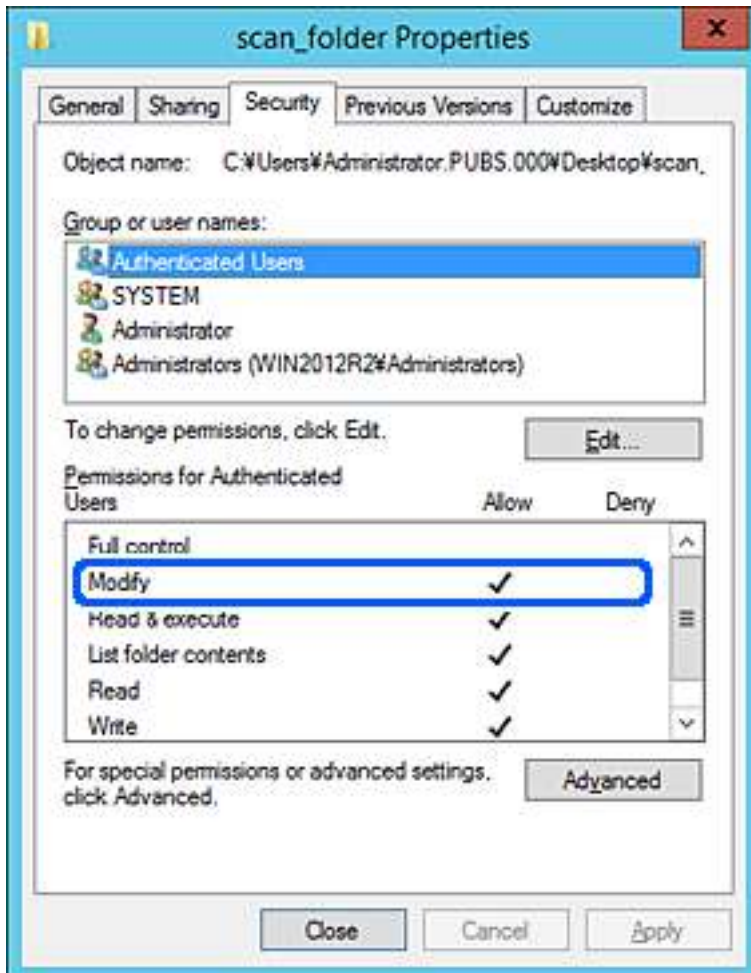 scan_folder Properties
General Sharing Security Previous Versions Customize
Object name: C:¥Users¥Administrator.PUBS.000¥Desktop¥scan_
Group or user names:
Authenticated Users
SYSTEM
Administrator
Administrators (WIN2012R2¥Administrators)
To change permissions, click Edit.
Edit...
Permissions for Authenticated
Users Allow Deny
Full control
Modify
Read & execute
List folder contents
Read
Write
For special permissions or advanced settings,
click Advanced.
Advanced
Close Cancel Apply